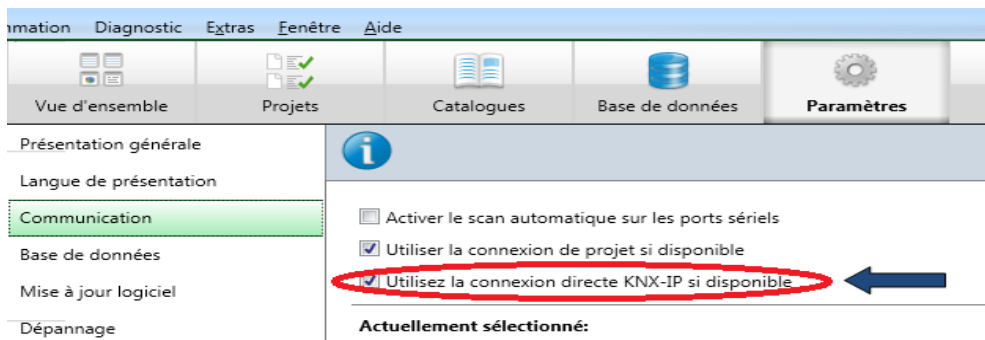 mmation Diagnostic Extras Fenêtre Aide
Vue d'ensemble Projets Catalogues Base de données Paramètres
Présentation générale
Langue de présentation
Communication
Activer le scan automatique sur les ports sériels
Base de données
Utiliser la connexion de projet si disponible
Mise à jour logiciel
Utilisez la connexion directe KNX-IP si disponible
Dépannage
Actuellement sélectionné: